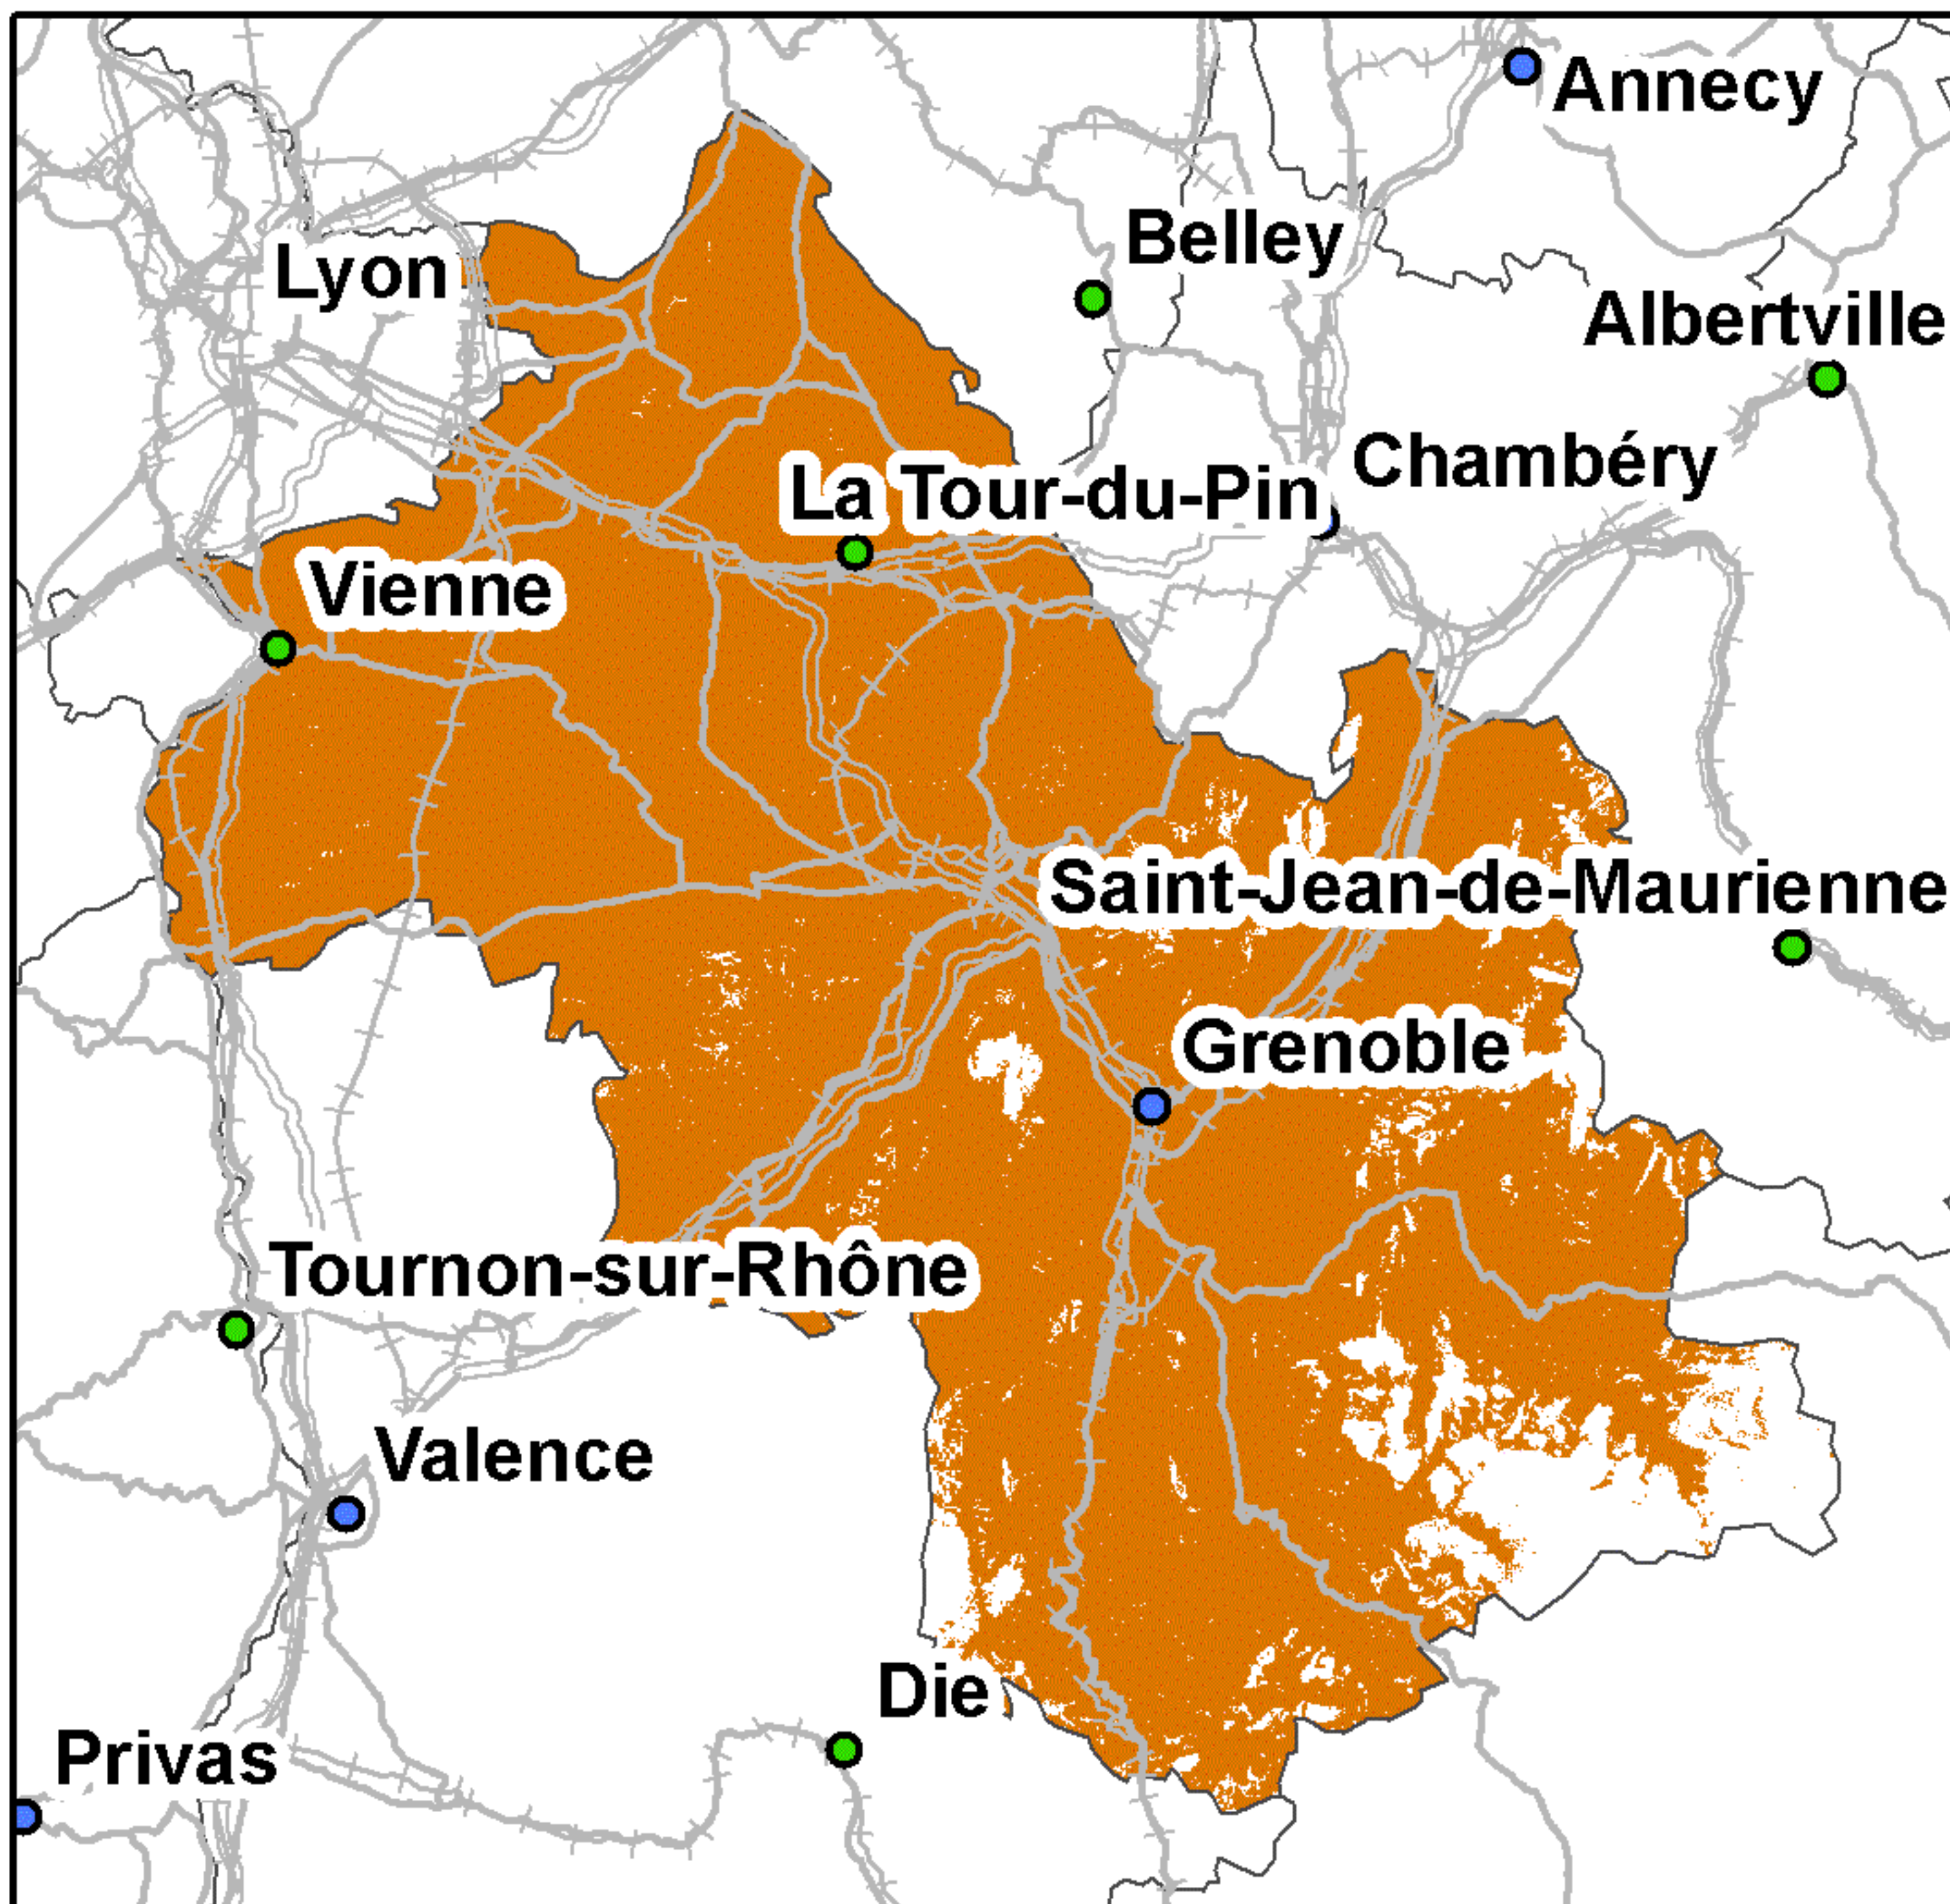 Annecy
Belley
Lyon
Albertville
Chambéry
La Tour-du-Pin
Vienne
Saint-Jean-de-Maurienne
Grenoble
Tournon-sur-Rhône
Valence
Die
Privas